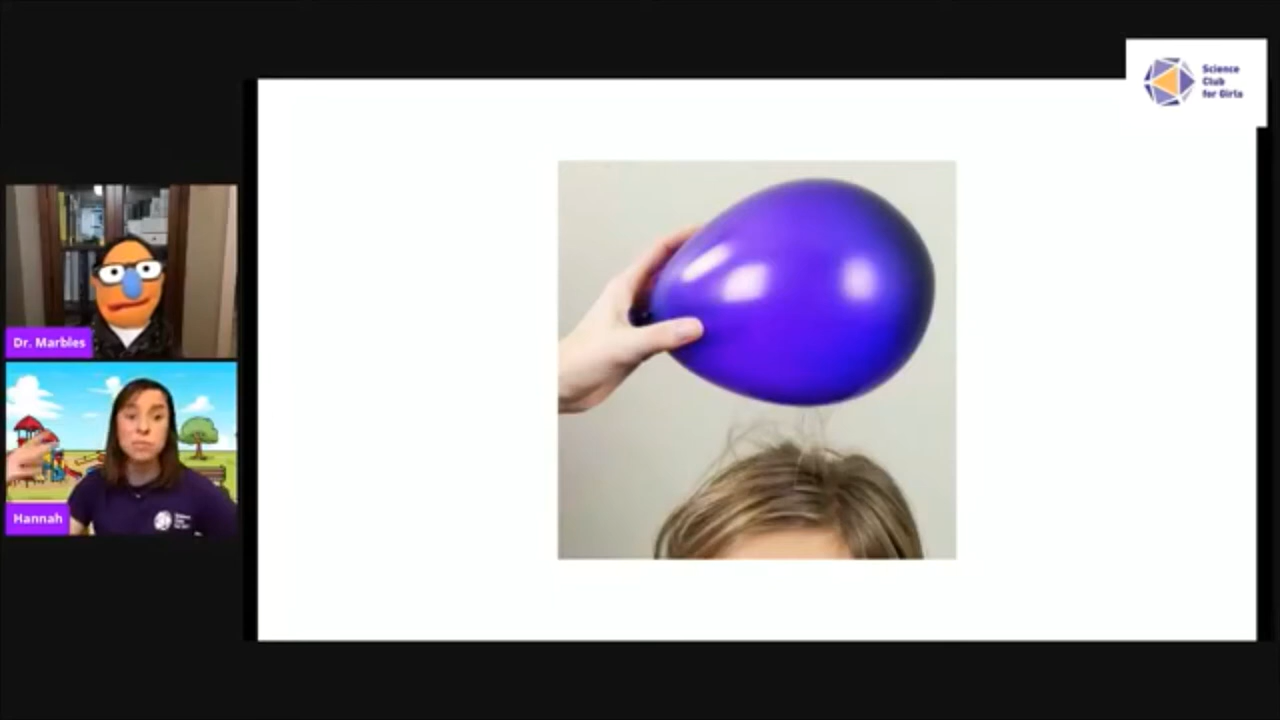 Science
Club
for Girls
Dr. Marbles
Hannah